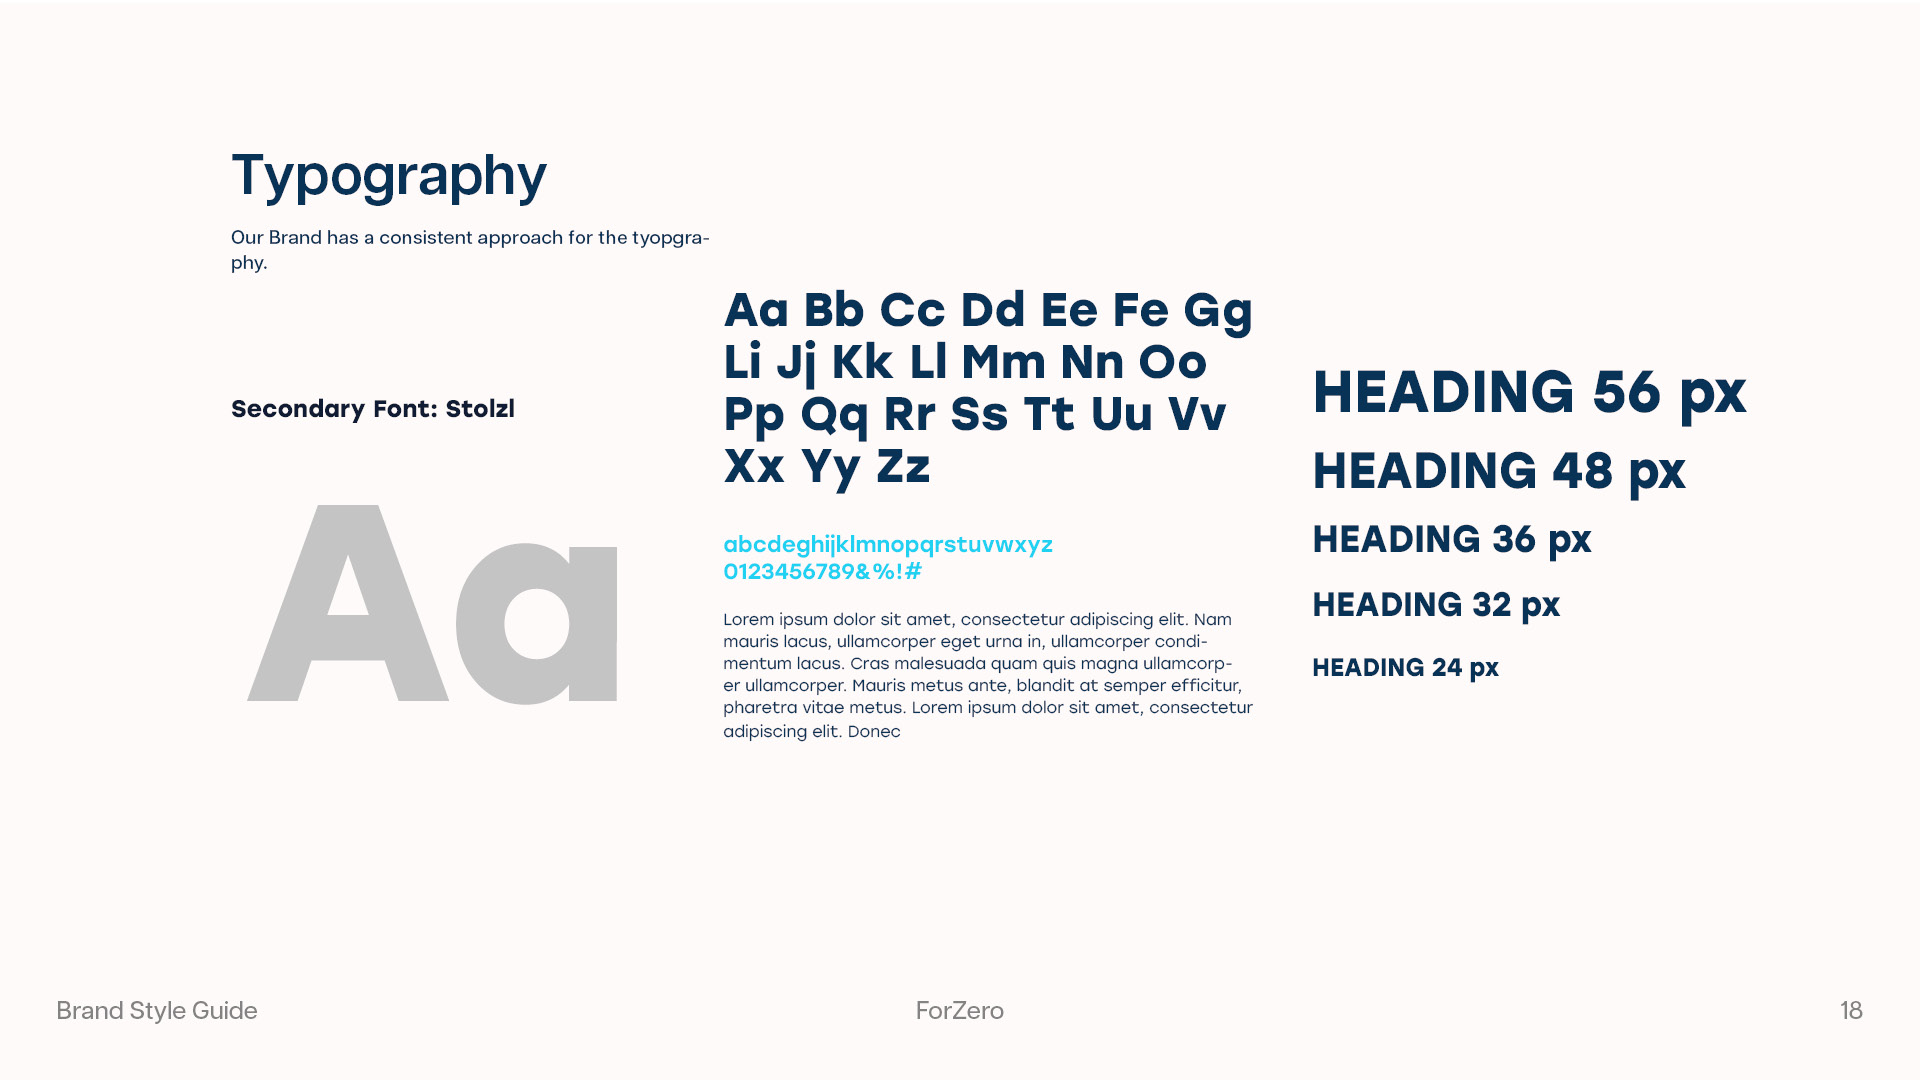 Typography
Our Brand has a consistent approach for the tyopgra-
phy.
Secondary Font: Stolzl
Aa
Aa Bb Cc Dd Ee Fe Gg
Li Jj Kk Ll Mm Nn Oo
Pp Qq Rr Ss Tt Uu Vv
Xx Yy Zz
abcdeghijklmnopqrstuvwxyz
0123456789&%!#
Lorem ipsum dolor sit amet, consectetur adipiscing elit. Nam
mauris lacus, ullamcorper eget urna in, ullamcorper condi-
mentum lacus. Cras malesuada quam quis magna ullamcorp-
er ullamcorper. Mauris metus ante, blandit at semper efficitur,
pharetra vitae metus. Lorem ipsum dolor sit amet, consectetur
adipiscing elit. Donec
HEADING 56 px
HEADING 48 px
HEADING 36 px
HEADING 32 px
HEADING 24 px
Brand Style Guide
ForZero
18